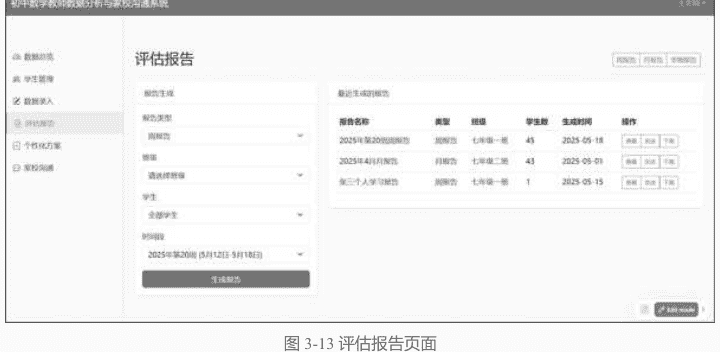 初中数学教师数据分析与家校沟通系统
数据总览
学生管理
数据录入
评估报告
个性化方案
家校沟通
评估报告
周报告 月报告 学期报告
报告生成
报告类型
周报告
班级
请选择班级
学生
全部学生
时间段
2025年第20周 (5月12日-5月18日)
生成报告
最近生成的报告
报告名称 类型 班级 学生数 生成时间 操作
2025年第20周周报告 周报告 七年级一班 45 2025-05-18
2025年4月月报告 月报告 七年级二班 43 2025-05-01
张三个人学习报告 周报告 七年级一班 1 2025-05-15
Edit mode
图 3-13 评估报告页面